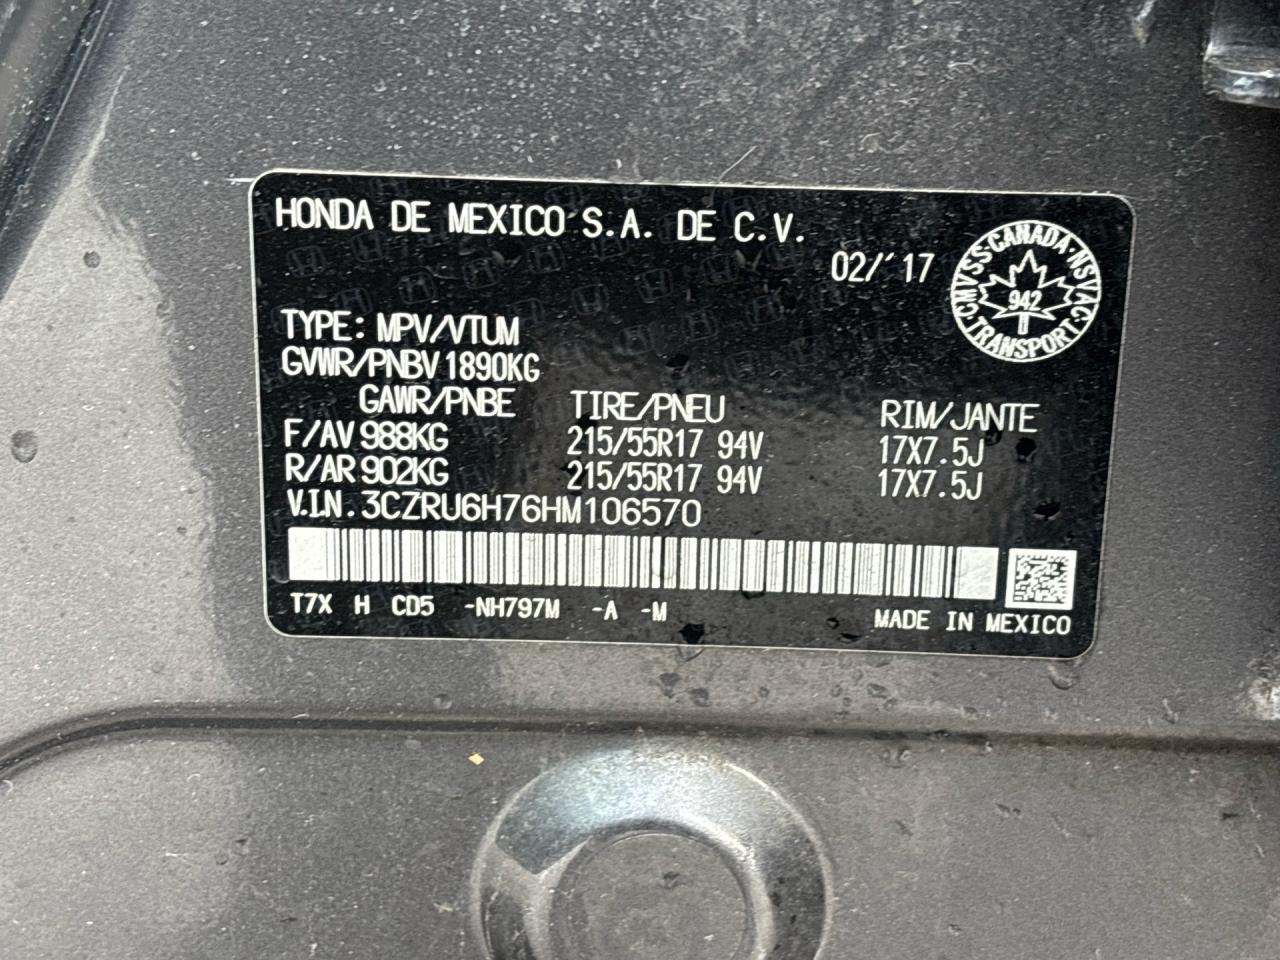 HONDA DE MEXICO S.A. DE C.V.
02/'17
CMVSS·CANADA·NSVAC·TRANSPORT·
942
TYPE: MPV/VTUM
GVWR/PNBV 1890KG
GAWR/PNBE TIRE/PNEU RIM/JANTE
F/AV 988KG 215/55R17 94V 17X7.5J
R/AR 902KG 215/55R17 94V 17X7.5J
V.I.N. 3CZRU6H76HM106570
T7X H CD5 -NH797M -A -M MADE IN MEXICO